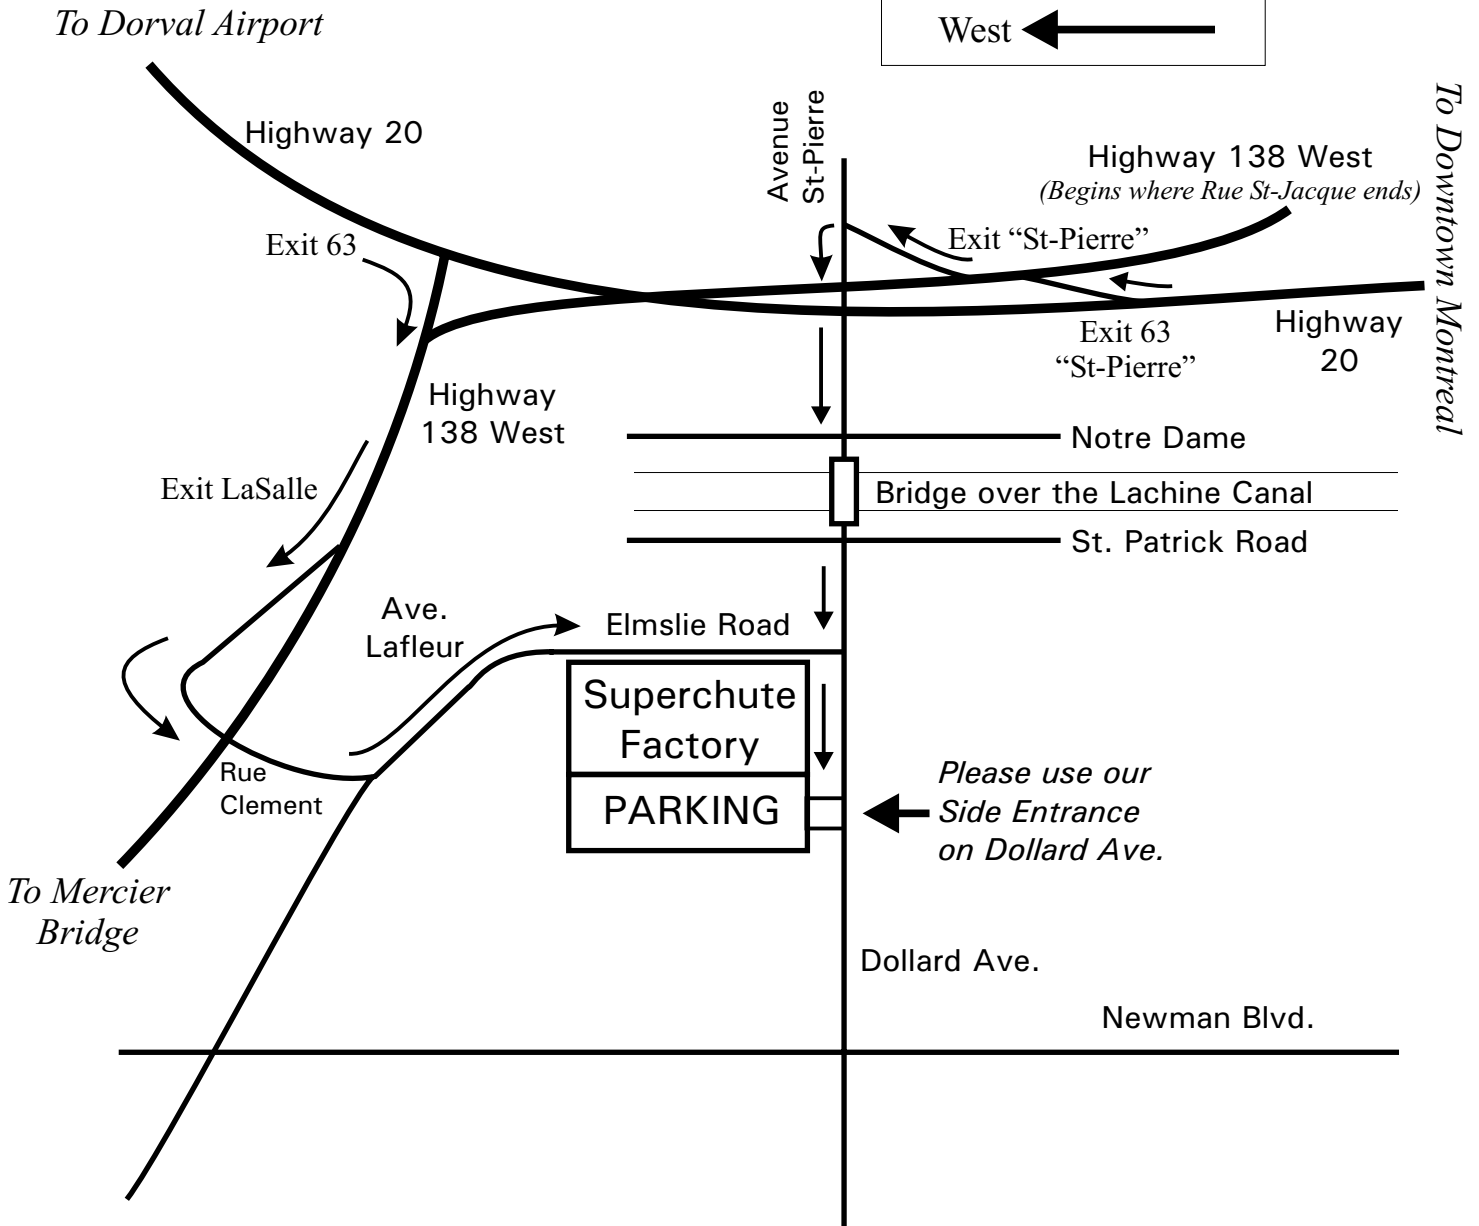 To Dorval Airport
West
Highway 20
Avenue
St-Pierre
To Downtown Montreal
Highway 138 West
(Begins where Rue St-Jacque ends)
Exit 63
Exit “St-Pierre”
Exit 63
“St-Pierre”
Highway
20
Highway
138 West
Notre Dame
Exit LaSalle
Bridge over the Lachine Canal
St. Patrick Road
Ave.
Lafleur
Elmslie Road
Superchute
Factory
PARKING
Rue
Clement
Please use our
Side Entrance
on Dollard Ave.
To Mercier
Bridge
Dollard Ave.
Newman Blvd.